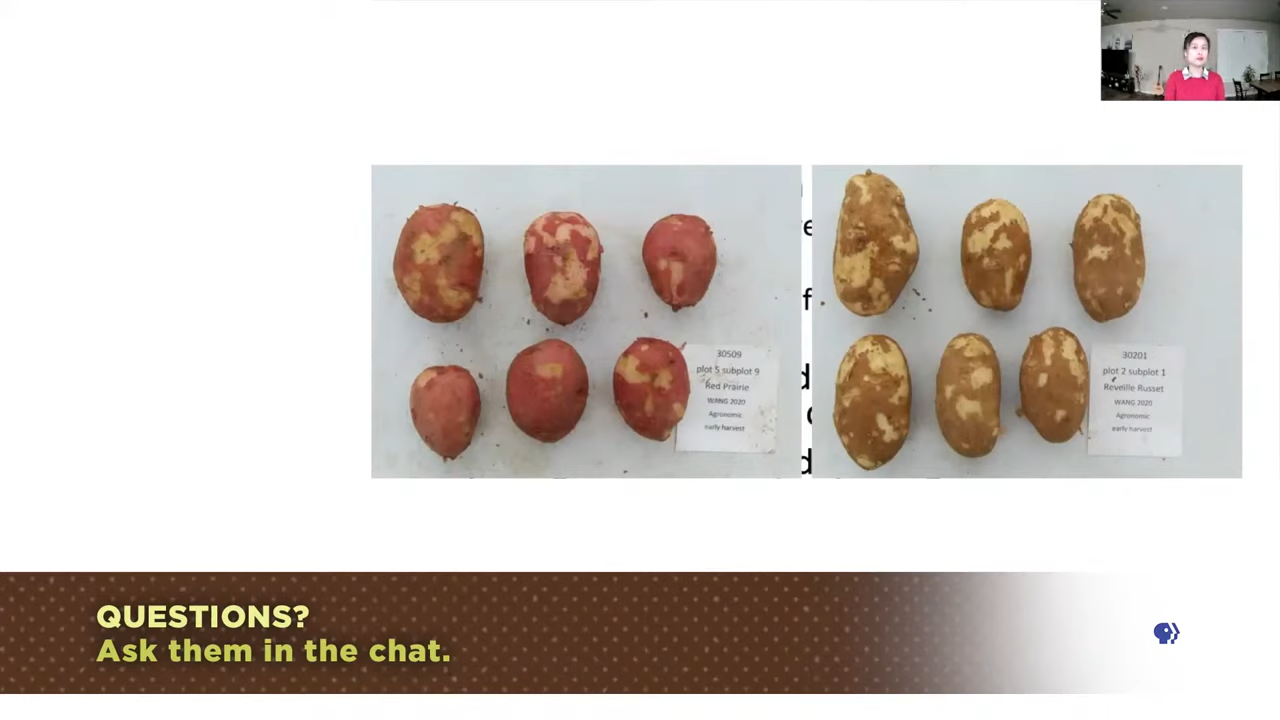 30509
plot 5 subplot 9
Red Prairie
WANG 2020
Agronomic
early harvest
30201
plot 2 subplot 1
Reveille Russet
WANG 2020
Agronomic
early harvest
QUESTIONS?
Ask them in the chat.